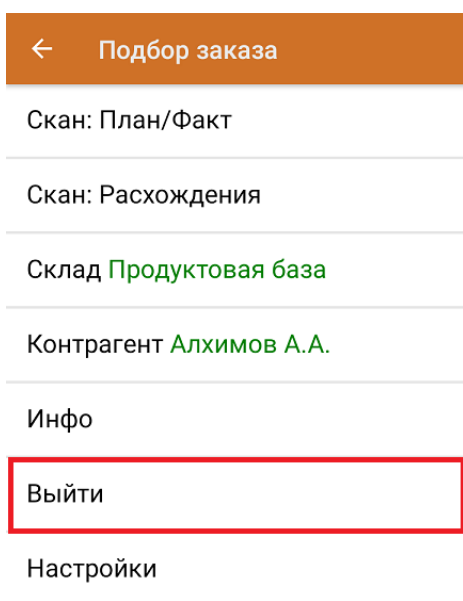 Подбор заказа
Скан: План/Факт
Скан: Расхождения
Склад Продуктовая база
Контрагент Алхимов А.А.
Инфо
Выйти
Настройки